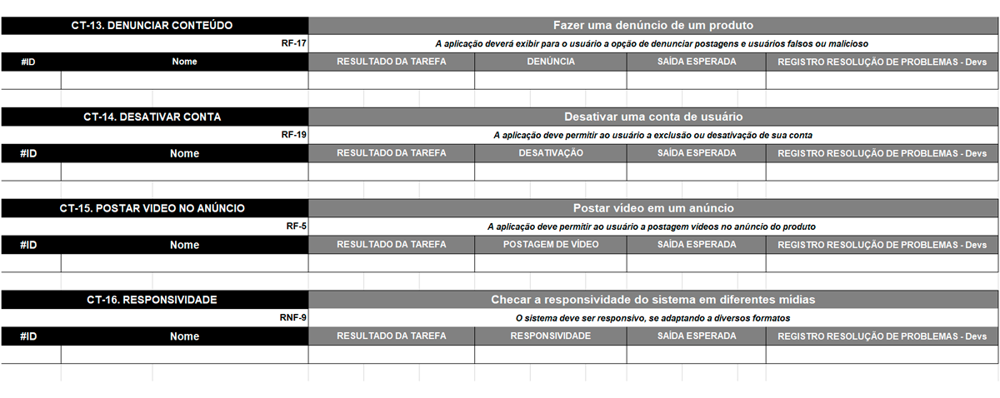 CT-13. DENUNCIAR CONTEÚDO Fazer uma denúncio de um produto
RF-17 A aplicação deverá exibir para o usuário a opção de denunciar postagens e usuários falsos ou malicioso
#ID Nome RESULTADO DA TAREFA DENÚNCIA SAÍDA ESPERADA REGISTRO RESOLUÇÃO DE PROBLEMAS - Devs
CT-14. DESATIVAR CONTA Desativar uma conta de usuário
RF-19 A aplicação deve permitir ao usuário a exclusão ou desativação de sua conta
#ID Nome RESULTADO DA TAREFA DESATIVAÇÃO SAÍDA ESPERADA REGISTRO RESOLUÇÃO DE PROBLEMAS - Devs
CT-15. POSTAR VIDEO NO ANÚNCIO Postar vídeo em um anúncio
RF-5 A aplicação deve permitir ao usuário a postagem vídeos no anúncio do produto
#ID Nome RESULTADO DA TAREFA POSTAGEM DE VÍDEO SAÍDA ESPERADA REGISTRO RESOLUÇÃO DE PROBLEMAS - Devs
CT-16. RESPONSIVIDADE Checar a responsividade do sistema em diferentes mídias
RNF-9 O sistema deve ser responsivo, se adaptando a diversos formatos
#ID Nome RESULTADO DA TAREFA RESPONSIVIDADE SAÍDA ESPERADA REGISTRO RESOLUÇÃO DE PROBLEMAS - Devs